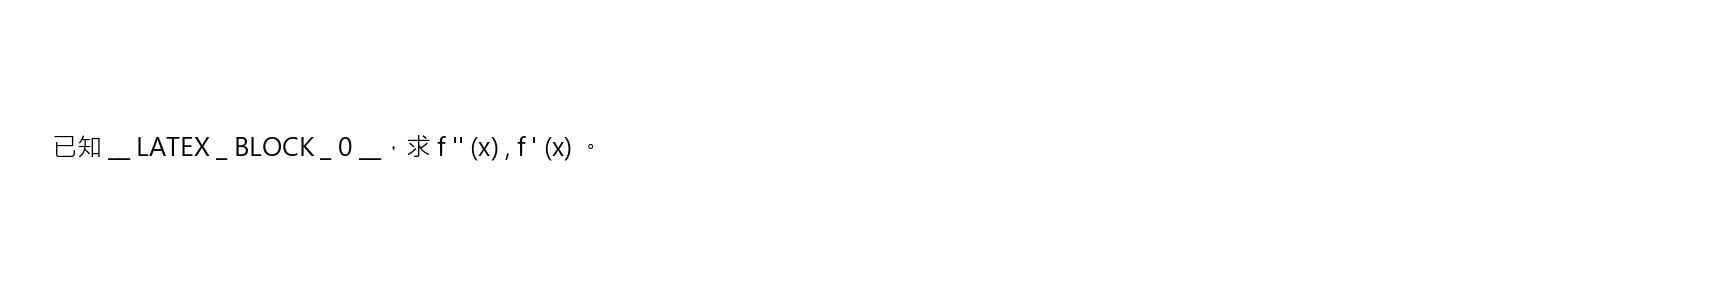 已知 __ LATEX _ BLOCK _ 0 __，求 f '' (x) , f ' (x) 。